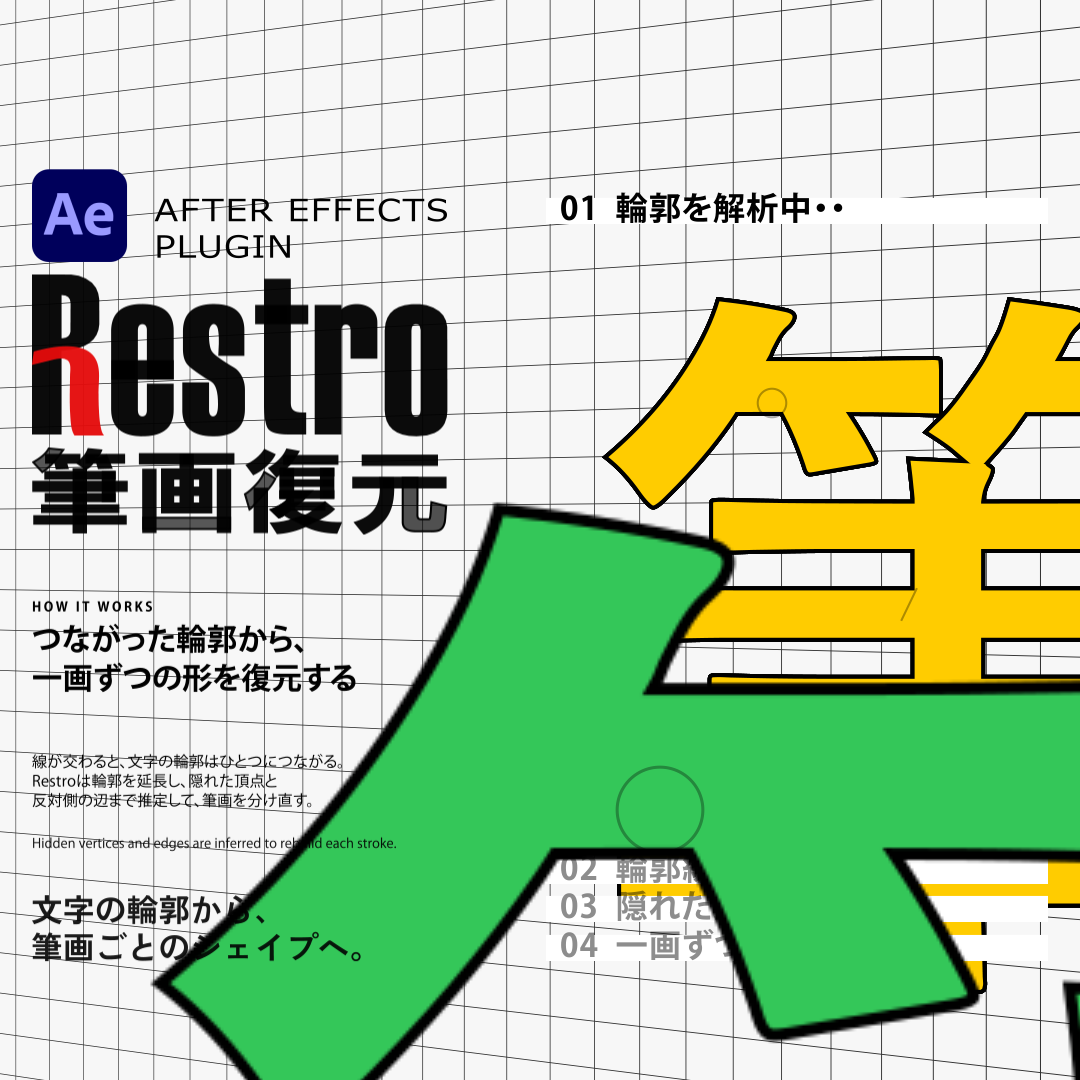 Ae
AFTER EFFECTS
PLUGIN
Restro
筆画復元
HOW IT WORKS
つながった輪郭から、
一画ずつの形を復元する
線が交わると、文字の輪郭はひとつにつながる。
Restroは輪郭を延長し、隠れた頂点と
反対側の辺まで推定して、筆画を分け直す。
Hidden vertices and edges are inferred to rebuild each stroke.
文字の輪郭から、
筆画ごとのシェイプへ。
01 輪郭を解析中・・
02 輪郭
03 隠れた
04 一画ず